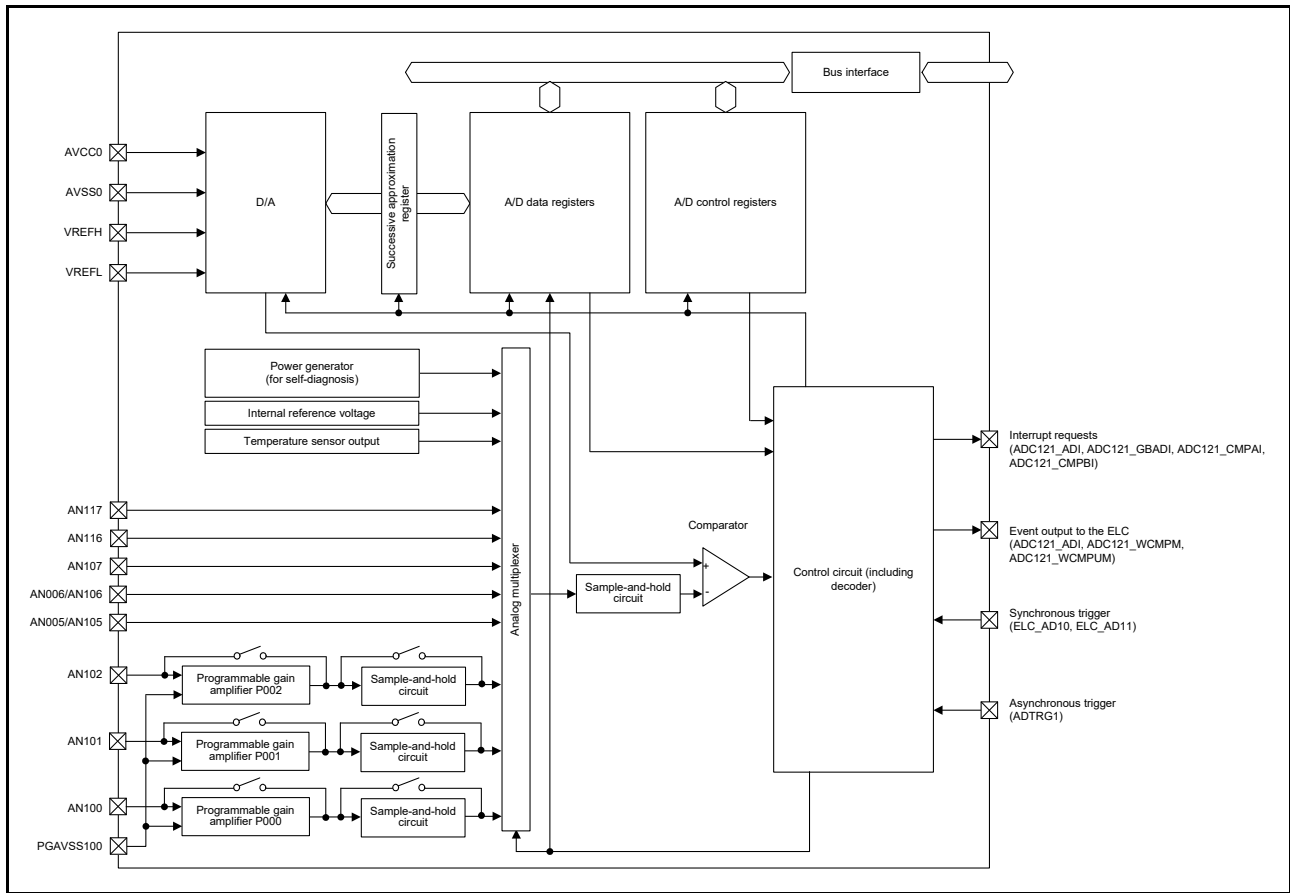 Bus interface
AVCC0
AVSS0
VREFH
VREFL
D/A
Successive approximation
register
A/D data registers
A/D control registers
Power generator
(for self-diagnosis)
Internal reference voltage
Temperature sensor output
AN117
AN116
AN107
AN006/AN106
AN005/AN105
AN102
AN101
AN100
PGAVSS100
Programmable gain
amplifier P002
Sample-and-hold
circuit
Programmable gain
amplifier P001
Sample-and-hold
circuit
Programmable gain
amplifier P000
Sample-and-hold
circuit
Analog multiplexer
Sample-and-hold
circuit
Comparator
+
-
Control circuit (including
decoder)
Interrupt requests
(ADC121_ADI, ADC121_GBADI, ADC121_CMPAI,
ADC121_CMPBI)
Event output to the ELC
(ADC121_ADI, ADC121_WCMPM,
ADC121_WCMPUM)
Synchronous trigger
(ELC_AD10, ELC_AD11)
Asynchronous trigger
(ADTRG1)